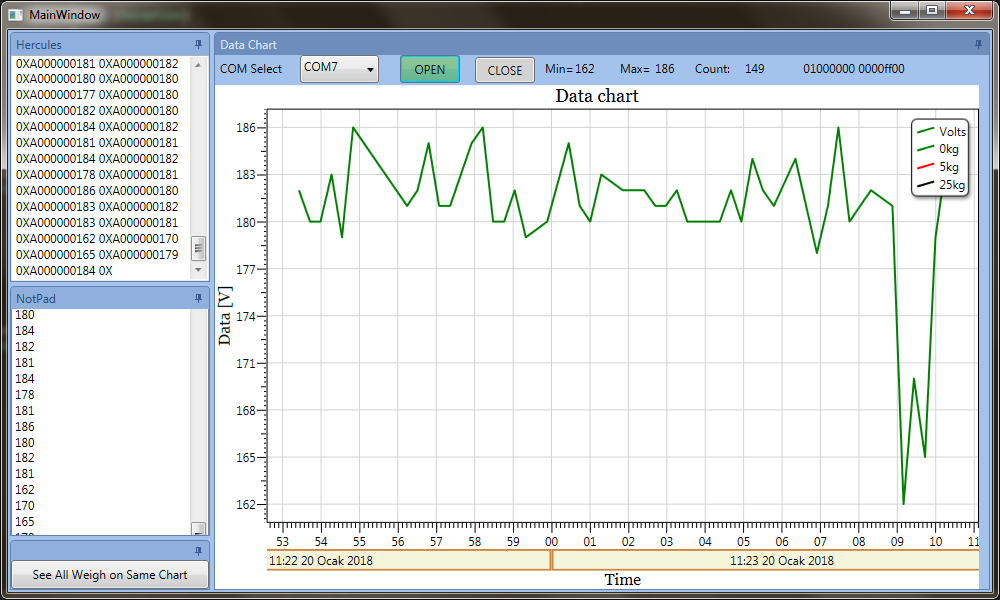 MainWindow
Hercules
0XA000000181 0XA000000182
0XA000000180 0XA000000180
0XA000000177 0XA000000180
0XA000000182 0XA000000180
0XA000000184 0XA000000182
0XA000000181 0XA000000181
0XA000000184 0XA000000182
0XA000000178 0XA000000181
0XA000000186 0XA000000180
0XA000000183 0XA000000182
0XA000000183 0XA000000181
0XA000000162 0XA000000170
0XA000000165 0XA000000179
0XA000000184 0X
NotPad
180
184
182
181
184
178
181
186
180
182
181
162
170
165
See All Weigh on Same Chart
Data Chart
COM Select COM7 OPEN CLOSE Min= 162 Max= 186 Count: 149 01000000 0000ff00
Data chart
Volts
0kg
5kg
25kg
Data [V]
186
183
180
177
174
171
168
165
162
53 54 55 56 57 58 59 00 01 02 03 04 05 06 07 08 09 10 11
11:22 20 Ocak 2018 11:23 20 Ocak 2018
Time